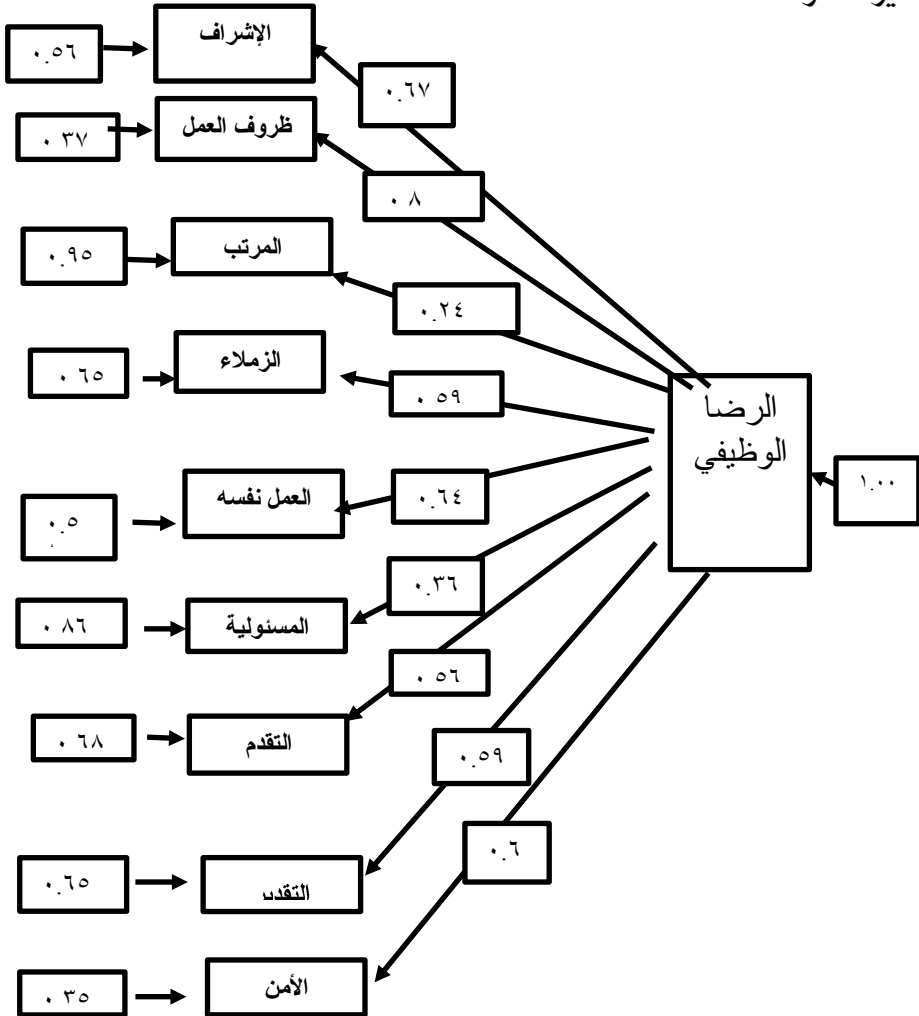 الإشراف
٠.٥٦
٠.٦٧
ظروف العمل
٠.٣٧
٠.٨
المرتب
٠.٩٥
٠.٢٤
الزملاء
٠.٦٥
٠.٥٩
الرضا
الوظيفي
١.٠٠
العمل نفسه
٠.٥
٠.٦٤
المسئولية
٠.٨٦
٠.٣٦
٠.٥٦
التقدم
٠.٦٨
٠.٥٩
٠.٦
٠.٦٥
الأمن
٠.٣٥